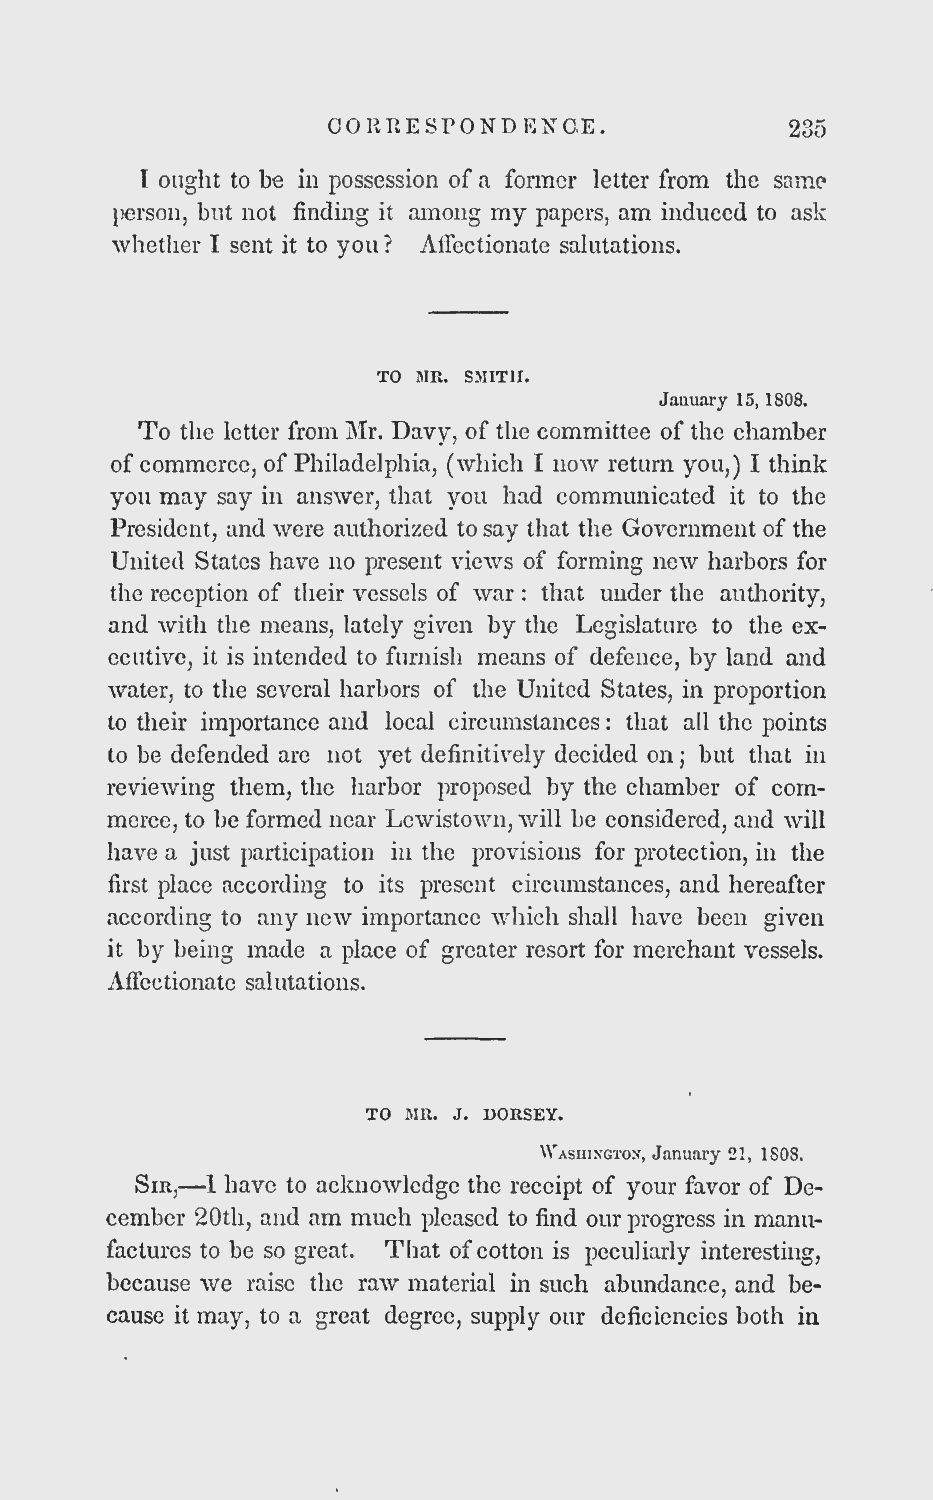 CORRESPONDENCE. 235
I ought to be in possession of a former letter from the same
person, but not finding it among my papers, am induced to ask
whether I sent it to you? Affectionate salutations.
TO MR. SMITH.
January 15, 1808.
To the letter from Mr. Davy, of the committee of the chamber
of commerce, of Philadelphia, (which I now return you,) I think
you may say in answer, that you had communicated it to the
President, and were authorized to say that the Government of the
United States have no present views of forming new harbors for
the reception of their vessels of war: that under the authority,
and with the means, lately given by the Legislature to the ex-
ecutive, it is intended to furnish means of defence, by land and
water, to the several harbors of the United States, in proportion
to their importance and local circumstances: that all the points
to be defended are not yet definitively decided on; but that in
reviewing them, the harbor proposed by the chamber of com-
merce, to be formed near Lewistown, will be considered, and will
have a just participation in the provisions for protection, in the
first place according to its present circumstances, and hereafter
according to any new importance which shall have been given
it by being made a place of greater resort for merchant vessels.
Affectionate salutations.
TO MR. J. DORSEY.
WASHINGTON, January 21, 1808.
SIR,—I have to acknowledge the receipt of your favor of De-
cember 20th, and am much pleased to find our progress in manu-
factures to be so great. That of cotton is peculiarly interesting,
because we raise the raw material in such abundance, and be-
cause it may, to a great degree, supply our deficiencies both in